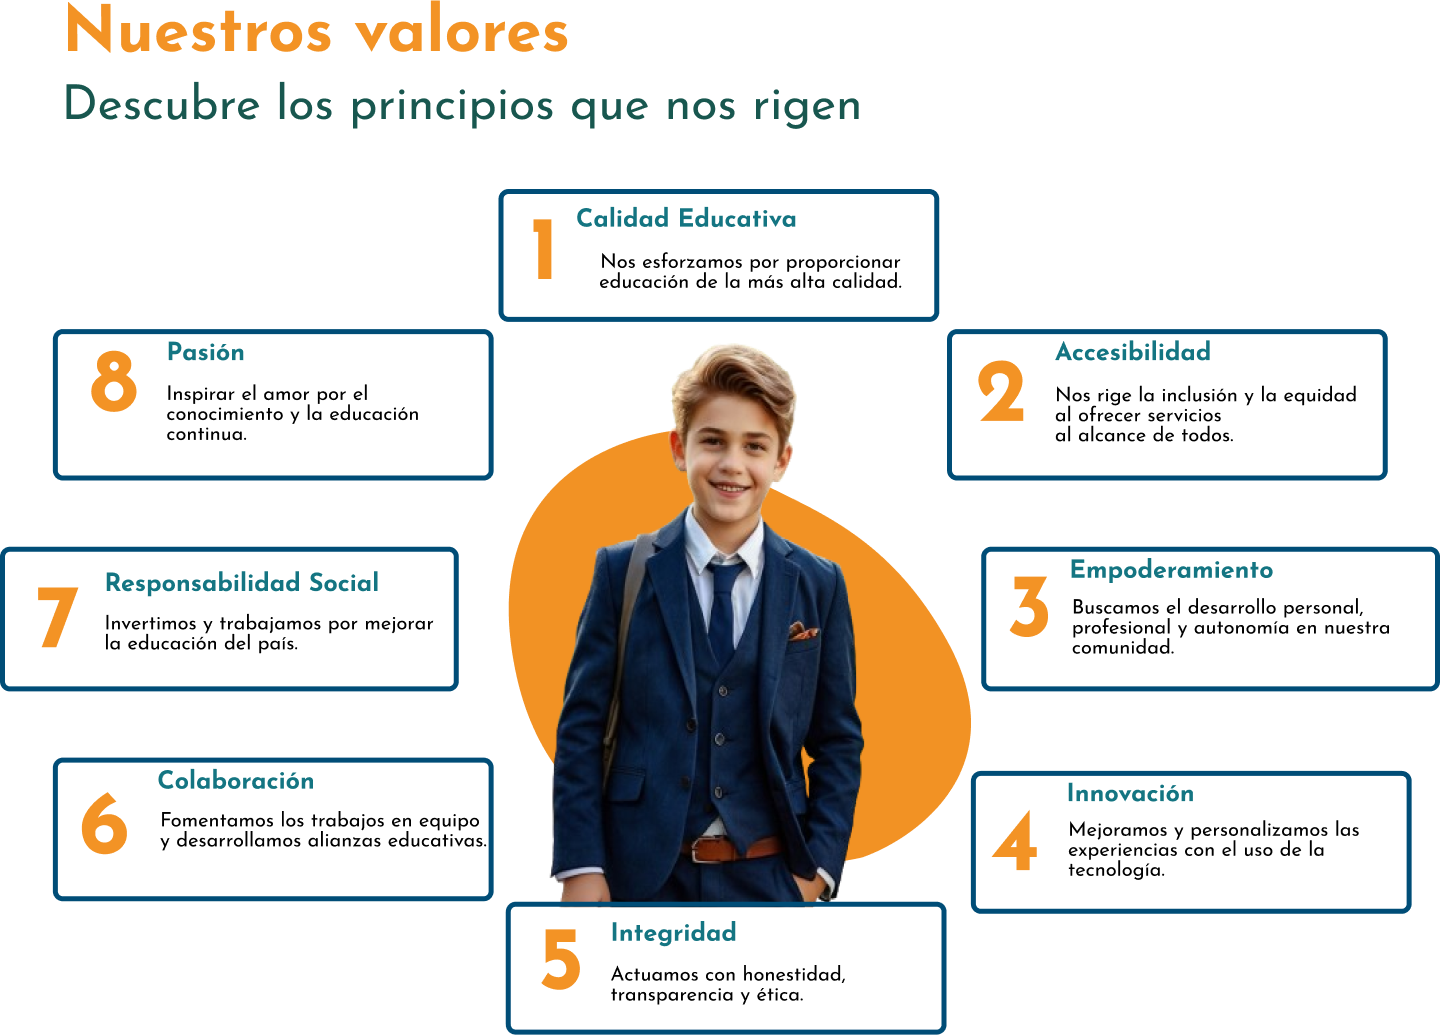 Nuestros valores
Descubre los principios que nos rigen
1
Calidad Educativa
Nos esforzamos por proporcionar
educación de la más alta calidad.
2
Accesibilidad
Nos rige la inclusión y la equidad
al ofrecer servicios
al alcance de todos.
3
Empoderamiento
Buscamos el desarrollo personal,
profesional y autonomía en nuestra
comunidad.
4
Innovación
Mejoramos y personalizamos las
experiencias con el uso de la
tecnología.
5
Integridad
Actuamos con honestidad,
transparencia y ética.
6
Colaboración
Fomentamos los trabajos en equipo
y desarrollamos alianzas educativas.
7
Responsabilidad Social
Invertimos y trabajamos por mejorar
la educación del país.
8
Pasión
Inspirar el amor por el
conocimiento y la educación
continua.